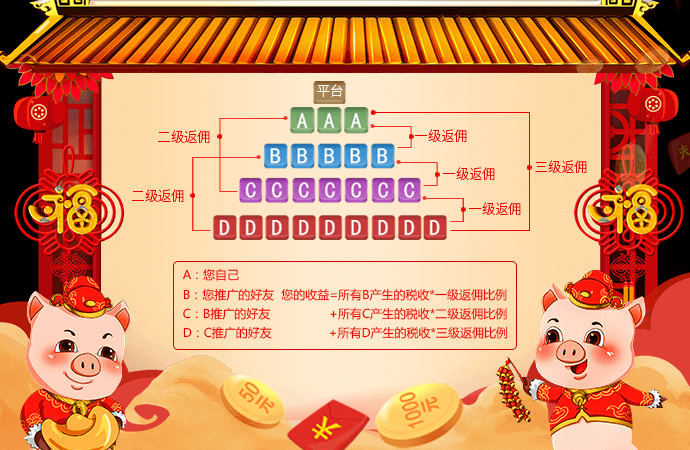 平台
A A A
B B B B B
C C C C C C C
D D D D D D D D D
二级返佣
二级返佣
一级返佣
一级返佣
一级返佣
三级返佣
福
福
A：您自己
B：您推广的好友 您的收益=所有B产生的税收*一级返佣比例
C：B推广的好友 +所有C产生的税收*二级返佣比例
D：C推广的好友 +所有D产生的税收*三级返佣比例
50元
¥
100元